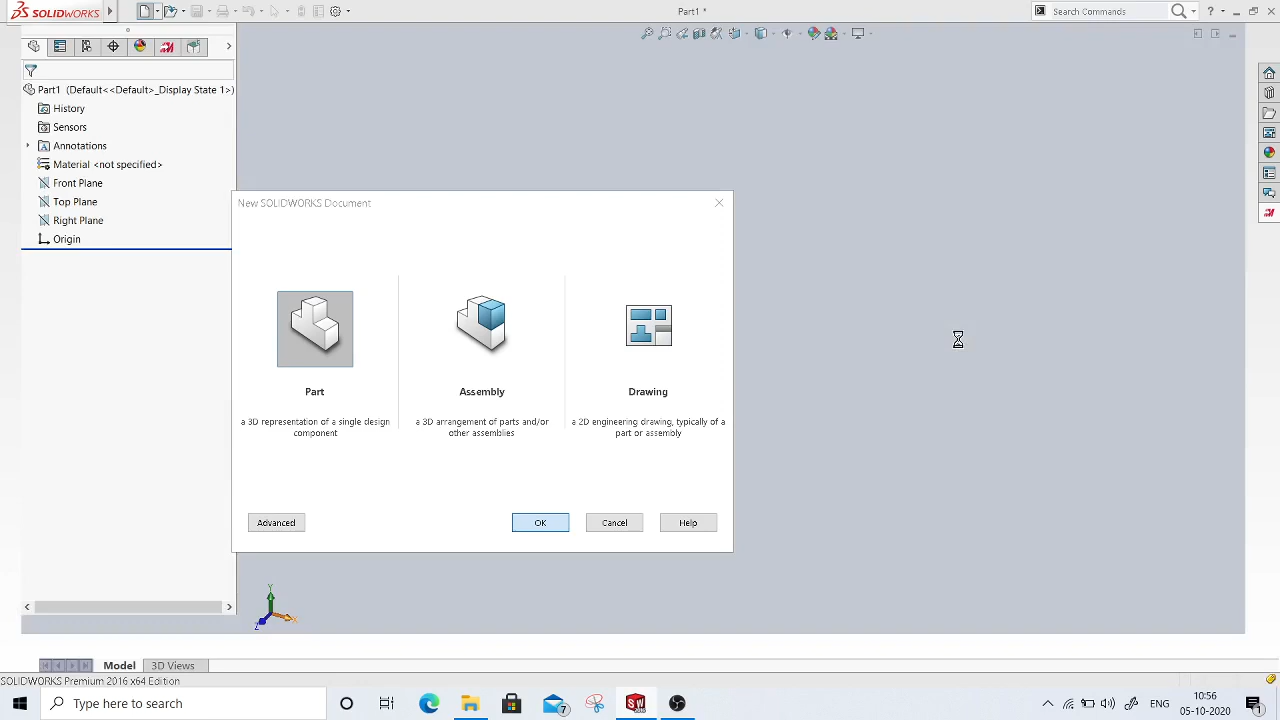 SOLIDWORKS
Part1 *
Search Commands
?
Part1 (Default<<Default>_Display State 1>)
History
Sensors
Annotations
Material <not specified>
Front Plane
Top Plane
Right Plane
Origin
New SOLIDWORKS Document
Part
Assembly
Drawing
a 3D representation of a single design component
a 3D arrangement of parts and/or other assemblies
a 2D engineering drawing, typically of a part or assembly
Advanced
OK
Cancel
Help
Y
X
Z
Model
3D Views
SOLIDWORKS Premium 2016 x64 Edition
Type here to search
7
ENG
10:56
05-10-2020
1